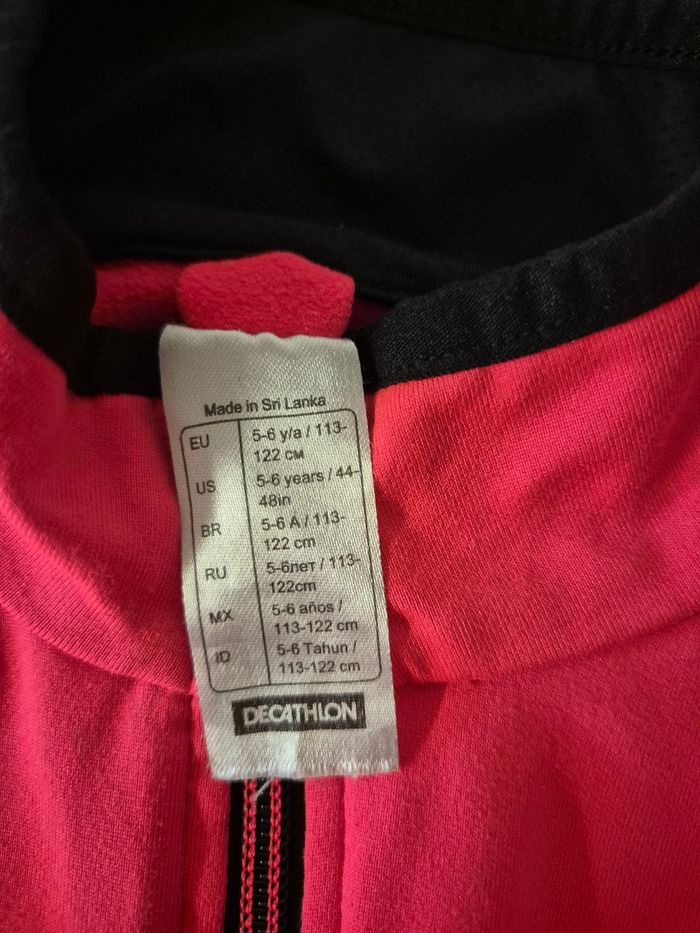 Made in Sri Lanka
EU 5-6 y/a / 113-
122 см
US 5-6 years / 44-
48in
BR 5-6 A / 113-
122 cm
RU 5-6лет / 113-
122cm
MX 5-6 años /
113-122 cm
ID 5-6 Tahun /
113-122 cm
DECATHLON